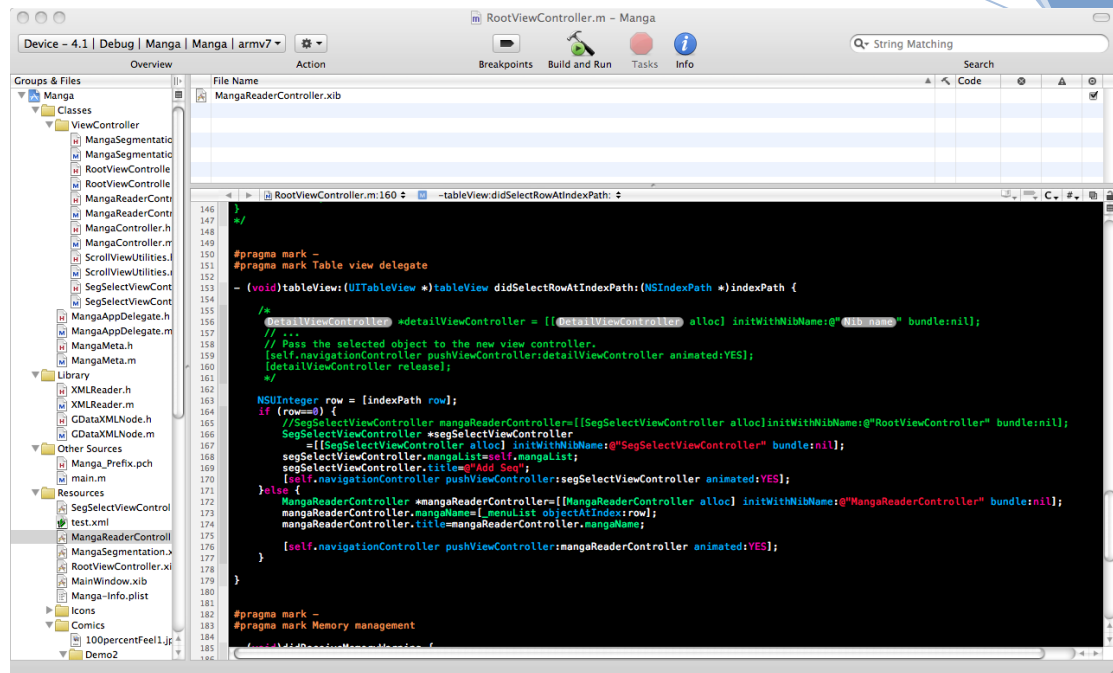 RootViewController.m – Manga
Device – 4.1 | Debug | Manga | Manga | armv7
String Matching
Overview
Action
Breakpoints
Build and Run
Tasks
Info
Search
Groups & Files
File Name
Code
Manga
MangaReaderController.xib
Classes
ViewController
MangaSegmentatic
MangaSegmentatic
RootViewControlle
RootViewControlle
MangaReaderContr
MangaReaderContr
MangaController.h
MangaController.m
ScrollViewUtilities.
ScrollViewUtilities.
SegSelectViewCont
SegSelectViewCont
MangaAppDelegate.h
MangaAppDelegate.m
MangaMeta.h
MangaMeta.m
Library
XMLReader.h
XMLReader.m
GDataXMLNode.h
GDataXMLNode.m
Other Sources
Manga_Prefix.pch
main.m
Resources
SegSelectViewControl
test.xml
MangaReaderControll
MangaSegmentation.x
RootViewController.xi
MainWindow.xib
Manga-Info.plist
Icons
Comics
100percentFeel1.jp
Demo2
RootViewController.m:160
M
-tableView:didSelectRowAtIndexPath:
C
#
146 }
147 */
148
149
150 #pragma mark –
151 #pragma mark Table view delegate
152
153 – (void)tableView:(UITableView *)tableView didSelectRowAtIndexPath:(NSIndexPath *)indexPath {
154
155 /*
156 DetailViewController *detailViewController = [[DetailViewController alloc] initWithNibName:@"Nib name" bundle:nil];
157 // ...
158 // Pass the selected object to the new view controller.
159 [self.navigationController pushViewController:detailViewController animated:YES];
160 [detailViewController release];
161 */
162
163 NSUInteger row = [indexPath row];
164 if (row==0) {
165 //SegSelectViewController mangaReaderController=[[SegSelectViewController alloc]initWithNibName:@"RootViewController" bundle:nil];
166 SegSelectViewController *segSelectViewController
167 =[[SegSelectViewController alloc] initWithNibName:@"SegSelectViewController" bundle:nil];
168 segSelectViewController.mangaList=self.mangaList;
169 segSelectViewController.title=@"Add Seq";
170 [self.navigationController pushViewController:segSelectViewController animated:YES];
171 }else {
172 MangaReaderController *mangaReaderController=[[MangaReaderController alloc] initWithNibName:@"MangaReaderController" bundle:nil];
173 mangaReaderController.mangaName=[_menuList objectAtIndex:row];
174 mangaReaderController.title=mangaReaderController.mangaName;
175
176 [self.navigationController pushViewController:mangaReaderController animated:YES];
177 }
178
179 }
180
181
182 #pragma mark –
183 #pragma mark Memory management
184
185 – (void)didReceiveMemoryWarning {
186